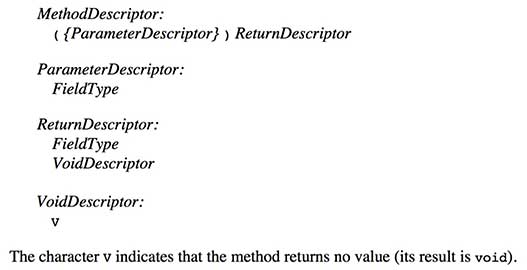 MethodDescriptor:
( {ParameterDescriptor} ) ReturnDescriptor
ParameterDescriptor:
FieldType
ReturnDescriptor:
FieldType
VoidDescriptor
VoidDescriptor:
V
The character V indicates that the method returns no value (its result is void).